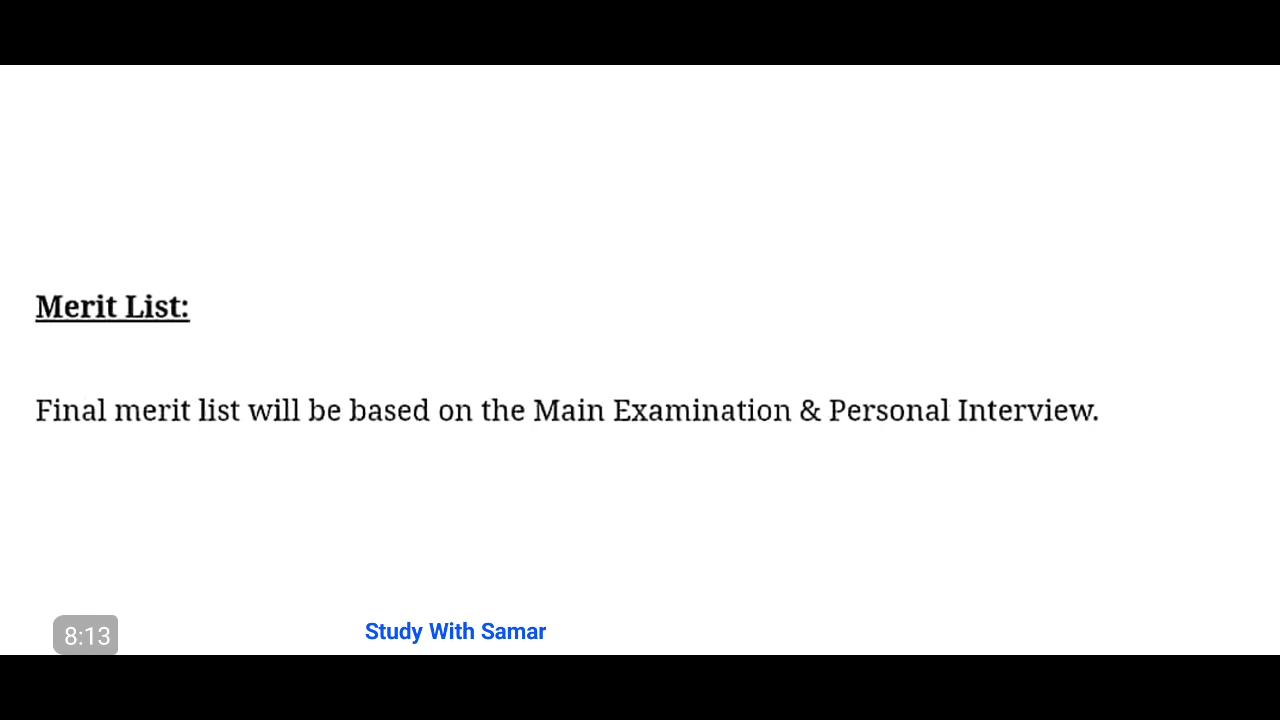 Merit List:
Final merit list will be based on the Main Examination & Personal Interview.
8:13
Study With Samar